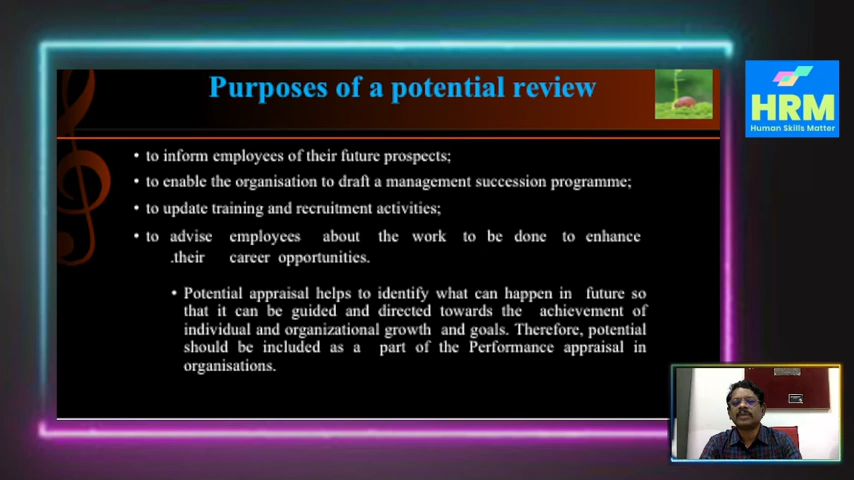 Purposes of a potential review
HRM
Human Skills Matter
• to inform employees of their future prospects;
• to enable the organisation to draft a management succession programme;
• to update training and recruitment activities;
• to advise employees about the work to be done to enhance
.their career opportunities.
• Potential appraisal helps to identify what can happen in future so
that it can be guided and directed towards the achievement of
individual and organizational growth and goals. Therefore, potential
should be included as a part of the Performance appraisal in
organisations.